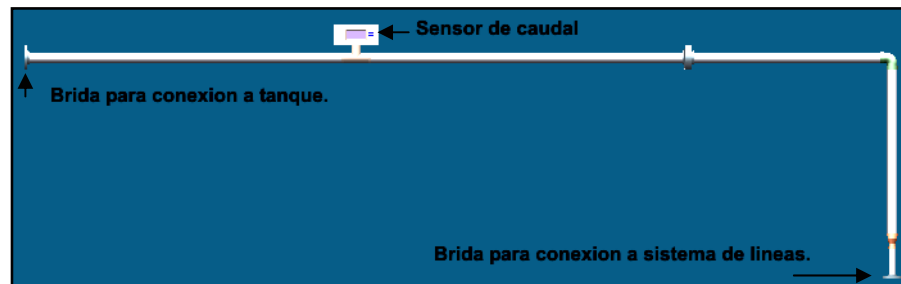 Sensor de caudal
Brida para conexion a tanque.
Brida para conexion a sistema de lineas.